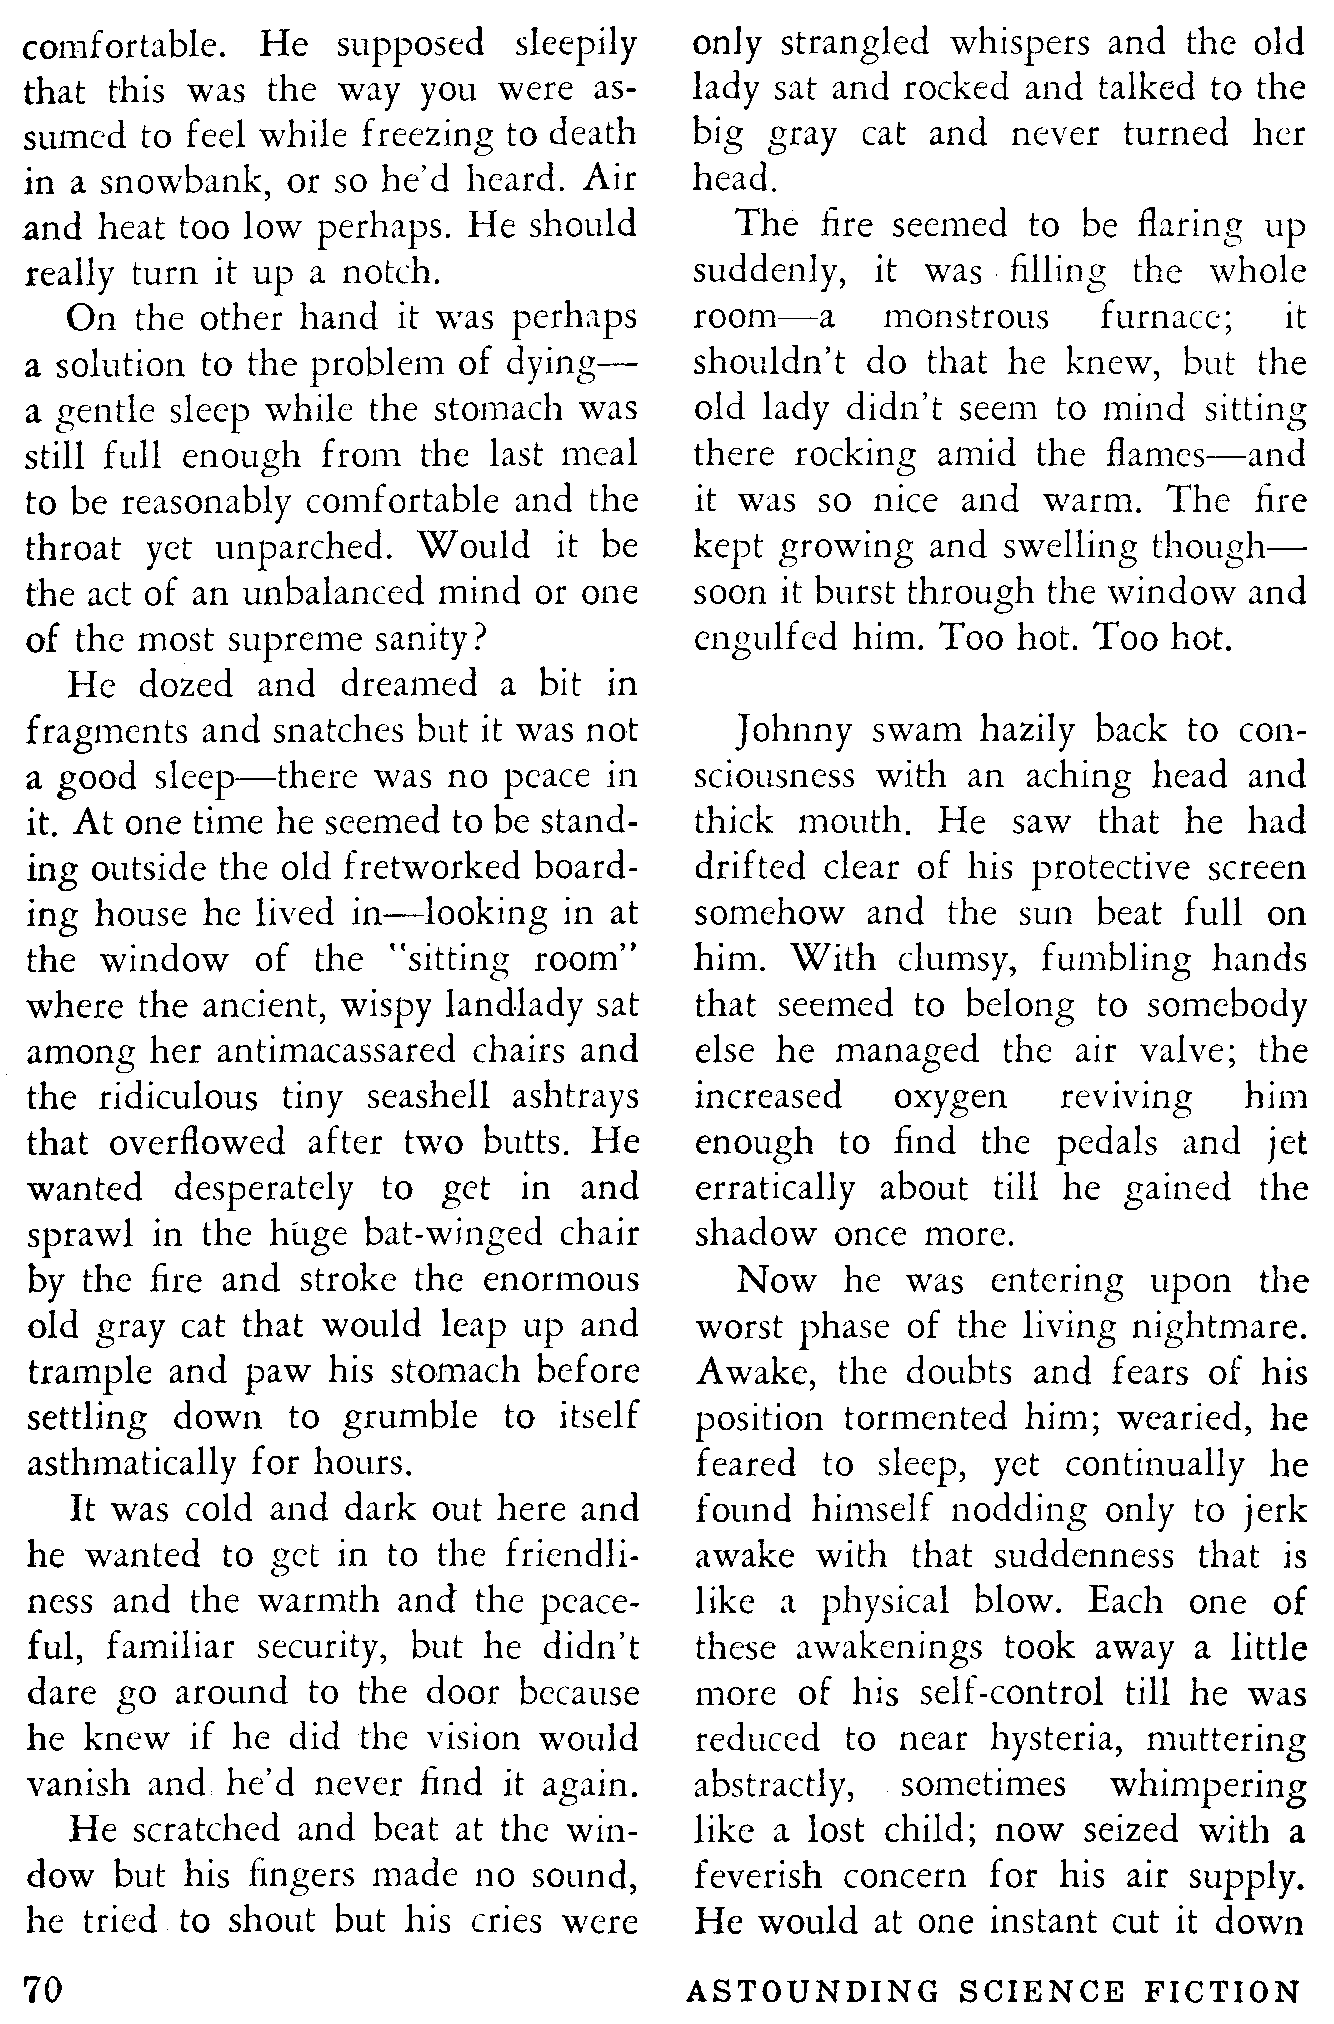 comfortable. He supposed sleepily
that this was the way you were as-
sumed to feel while freezing to death
in a snowbank, or so he'd heard. Air
and heat too low perhaps. He should
really turn it up a notch.
On the other hand it was perhaps
a solution to the problem of dying—
a gentle sleep while the stomach was
still full enough from the last meal
to be reasonably comfortable and the
throat yet unparched. Would it be
the act of an unbalanced mind or one
of the most supreme sanity?
He dozed and dreamed a bit in
fragments and snatches but it was not
a good sleep—there was no peace in
it. At one time he seemed to be stand-
ing outside the old fretworked board-
ing house he lived in—looking in at
the window of the "sitting room"
where the ancient, wispy landlady sat
among her antimacassared chairs and
the ridiculous tiny seashell ashtrays
that overflowed after two butts. He
wanted desperately to get in and
sprawl in the huge bat-winged chair
by the fire and stroke the enormous
old gray cat that would leap up and
trample and paw his stomach before
settling down to grumble to itself
asthmatically for hours.
It was cold and dark out here and
he wanted to get in to the friendli-
ness and the warmth and the peace-
ful, familiar security, but he didn't
dare go around to the door because
he knew if he did the vision would
vanish and he'd never find it again.
He scratched and beat at the win-
dow but his fingers made no sound,
he tried to shout but his cries were
only strangled whispers and the old
lady sat and rocked and talked to the
big gray cat and never turned her
head.
The fire seemed to be flaring up
suddenly, it was filling the whole
room—a monstrous furnace; it
shouldn't do that he knew, but the
old lady didn't seem to mind sitting
there rocking amid the flames—and
it was so nice and warm. The fire
kept growing and swelling though—
soon it burst through the window and
engulfed him. Too hot. Too hot.
Johnny swam hazily back to con-
sciousness with an aching head and
thick mouth. He saw that he had
drifted clear of his protective screen
somehow and the sun beat full on
him. With clumsy, fumbling hands
that seemed to belong to somebody
else he managed the air valve; the
increased oxygen reviving him
enough to find the pedals and jet
erratically about till he gained the
shadow once more.
Now he was entering upon the
worst phase of the living nightmare.
Awake, the doubts and fears of his
position tormented him; wearied, he
feared to sleep, yet continually he
found himself nodding only to jerk
awake with that suddenness that is
like a physical blow. Each one of
these awakenings took away a little
more of his self-control till he was
reduced to near hysteria, muttering
abstractly, sometimes whimpering
like a lost child; now seized with a
feverish concern for his air supply.
He would at one instant cut it down
70
ASTOUNDING SCIENCE FICTION